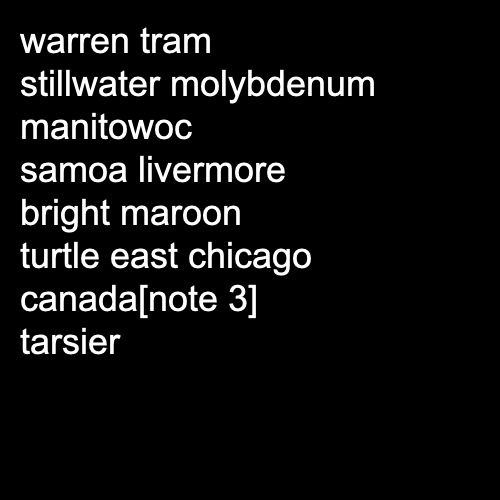 warren tram
stillwater molybdenum
manitowoc
samoa livermore
bright maroon
turtle east chicago
canada[note 3]
tarsier